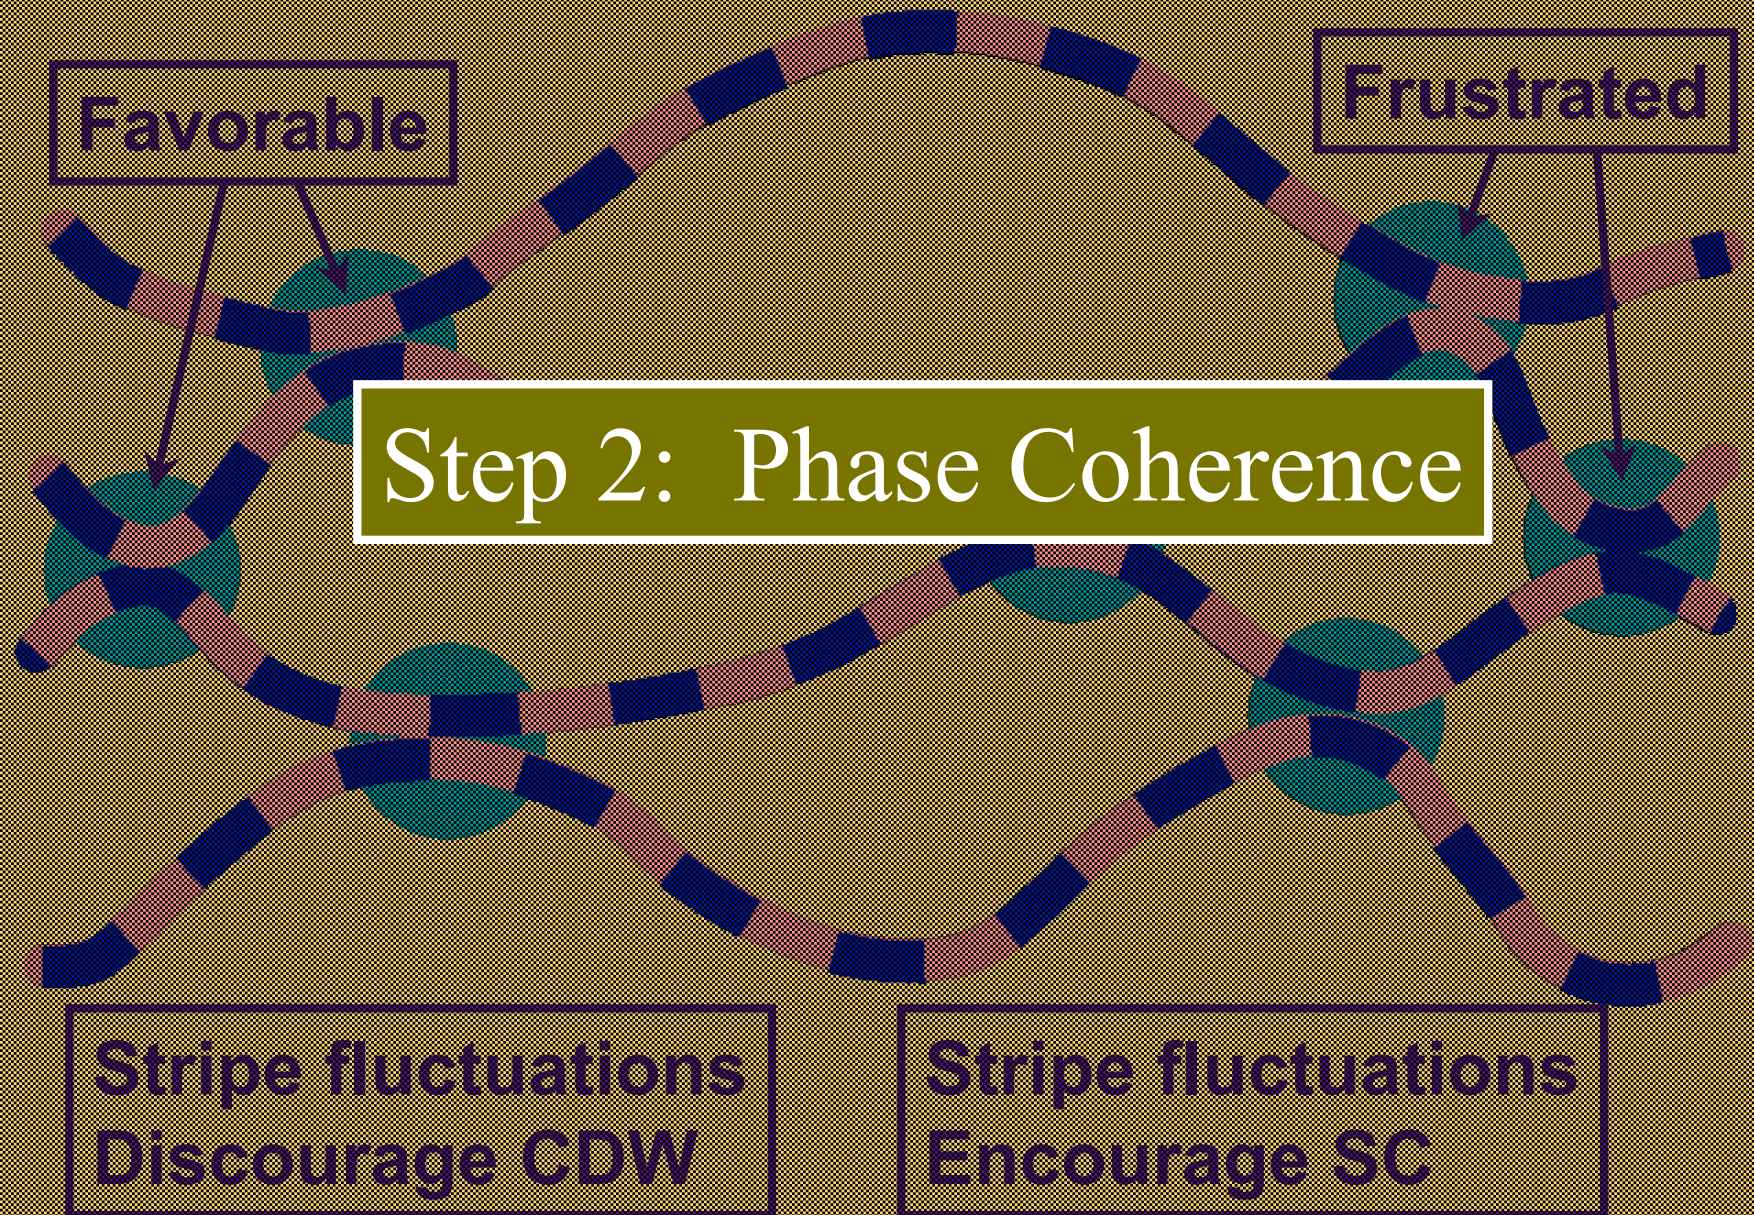 Favorable
Frustrated
Step 2: Phase Coherence
Stripe fluctuations
Discourage CDW
Stripe fluctuations
Encourage SC